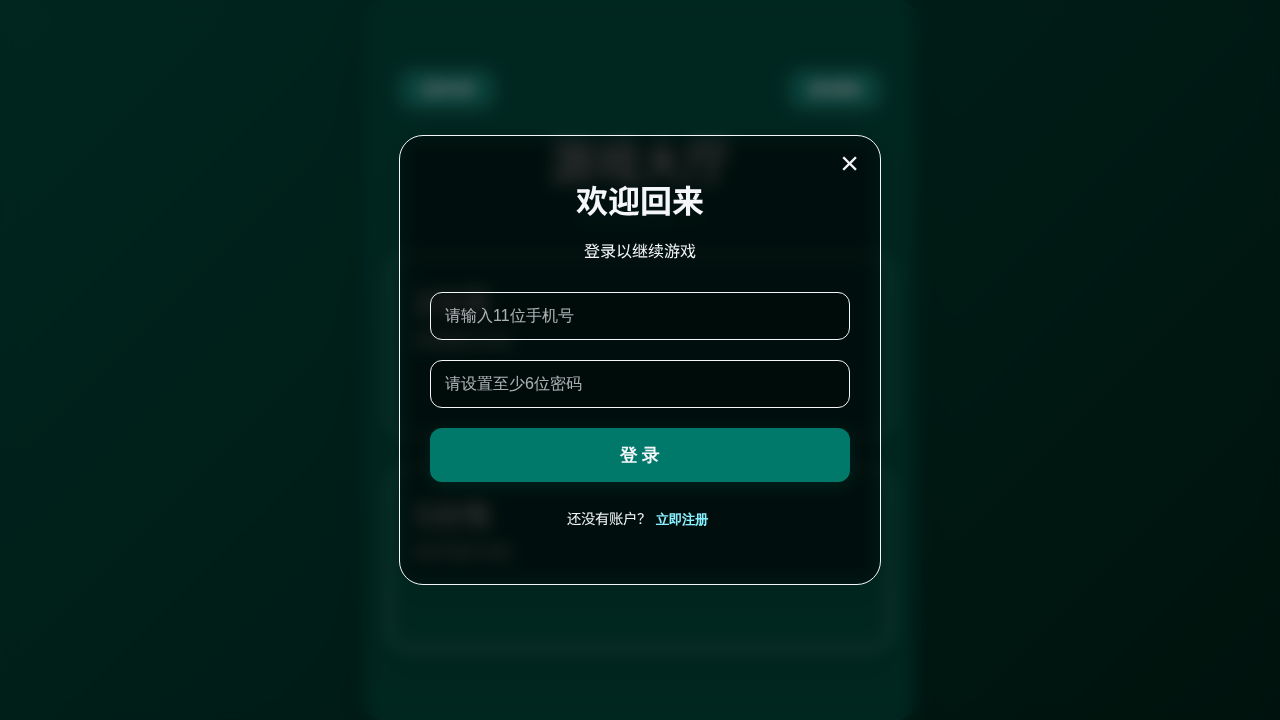 ✕
欢迎回来
登录以继续游戏
请输入11位手机号
请设置至少6位密码
登 录
还没有账户？ 立即注册